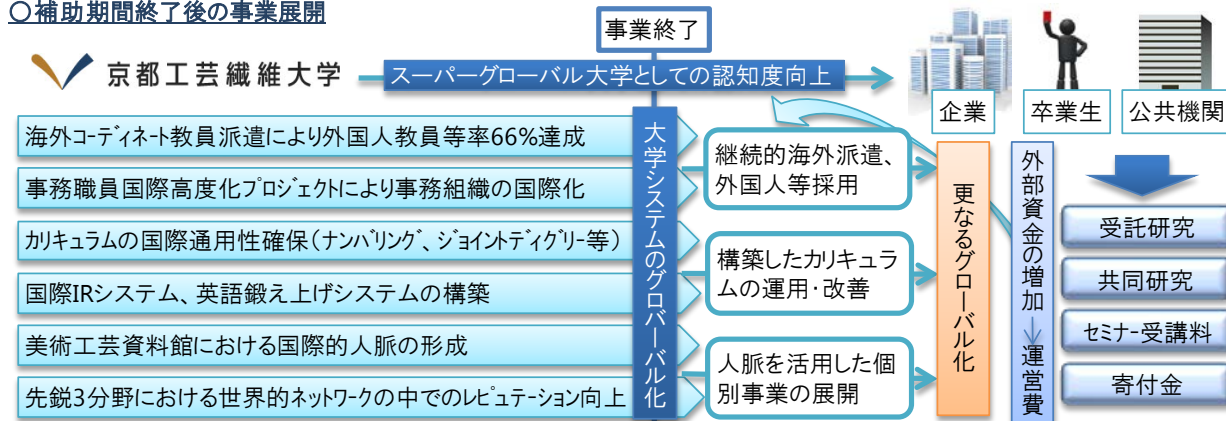 〇補助期間終了後の事業展開
事業終了
京都工芸繊維大学
スーパーグローバル大学としての認知度向上
企業
卒業生
公共機関
海外コーディネート教員派遣により外国人教員等率66%達成
事務職員国際高度化プロジェクトにより事務組織の国際化
カリキュラムの国際通用性確保(ナンバリング、ジョイントディグリー等)
国際IRシステム、英語鍛え上げシステムの構築
美術工芸資料館における国際的人脈の形成
先鋭3分野における世界的ネットワークの中でのレピュテーション向上
大学システムのグローバール化
継続的海外派遣、
外国人等採用
構築したカリキュラ
ムの運用・改善
人脈を活用した個
別事業の展開
更なるグローバル化
外部資金の増加→運営費
受託研究
共同研究
セミナー受講料
寄付金